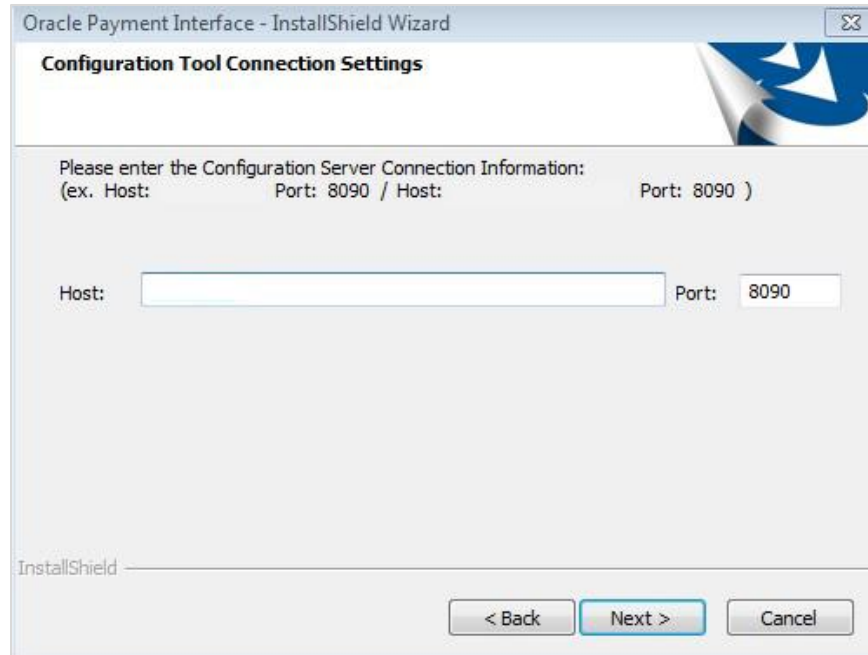 Oracle Payment Interface - InstallShield Wizard
Configuration Tool Connection Settings
Please enter the Configuration Server Connection Information:
(ex. Host: Port: 8090 / Host: Port: 8090 )
Host: Port: 8090
InstallShield
< Back Next > Cancel